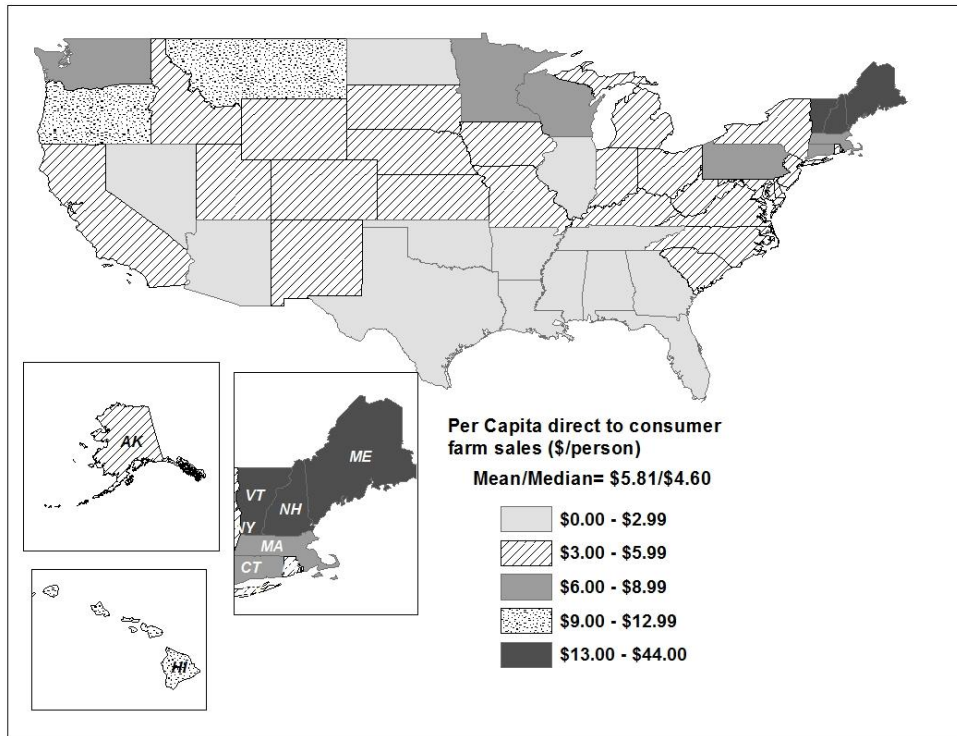 AK
HI
ME
VT
NH
NY
MA
CT
Per Capita direct to consumer
farm sales ($/person)
Mean/Median= $5.81/$4.60
$0.00 - $2.99
$3.00 - $5.99
$6.00 - $8.99
$9.00 - $12.99
$13.00 - $44.00